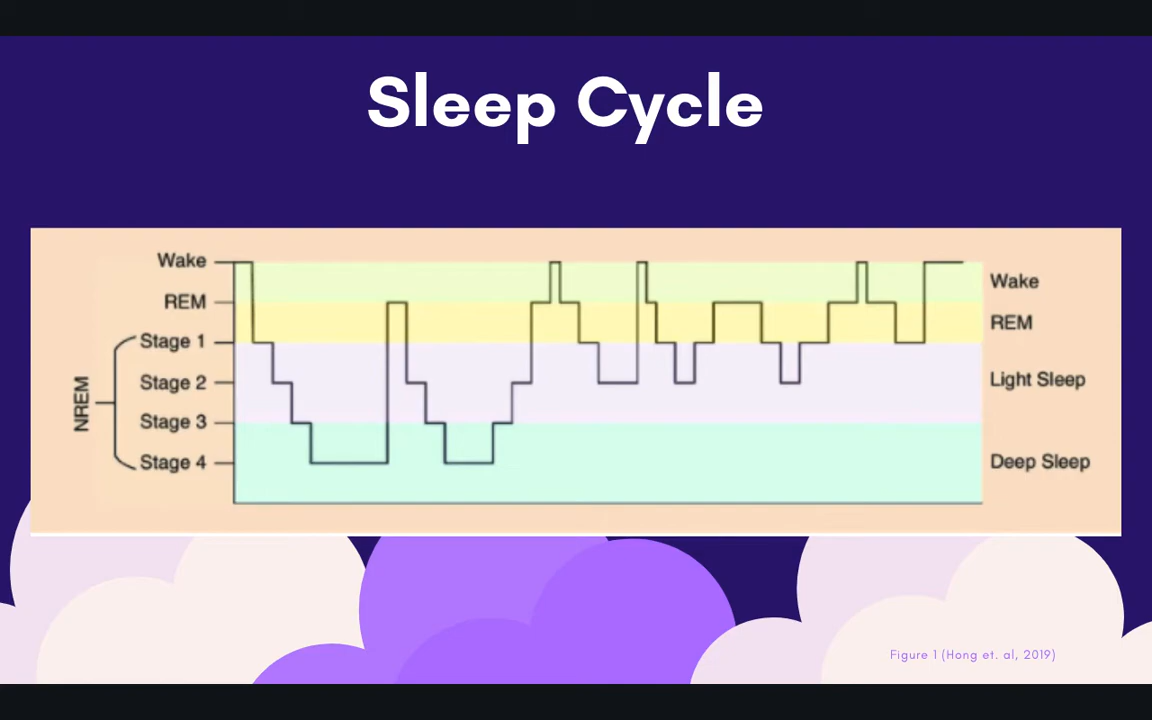 Sleep Cycle
Wake
REM
Stage 1
Stage 2
Stage 3
Stage 4
NREM
Wake
REM
Light Sleep
Deep Sleep
Figure 1 (Hong et. al, 2019)